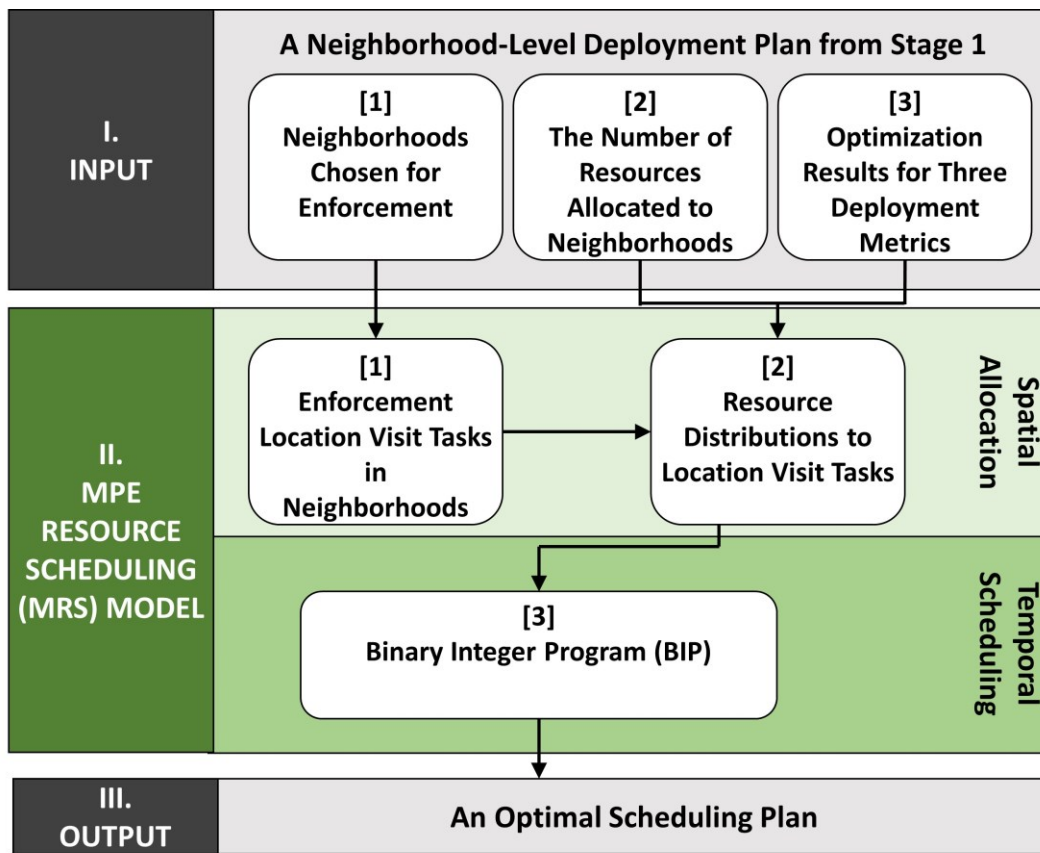 I.
INPUT
A Neighborhood-Level Deployment Plan from Stage 1
[1]
Neighborhoods
Chosen for
Enforcement
[2]
The Number of
Resources
Allocated to
Neighborhoods
[3]
Optimization
Results for Three
Deployment
Metrics
II.
MPE
RESOURCE
SCHEDULING
(MRS) MODEL
[1]
Enforcement
Location Visit Tasks
in
Neighborhoods
[2]
Resource
Distributions to
Location Visit Tasks
Spatial
Allocation
[3]
Binary Integer Program (BIP)
Temporal
Scheduling
III.
OUTPUT
An Optimal Scheduling Plan